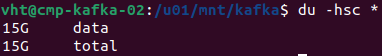 vht@cmp-kafka-02:/u01/mnt/kafka$ du -hsc *
15G     data
15G     total